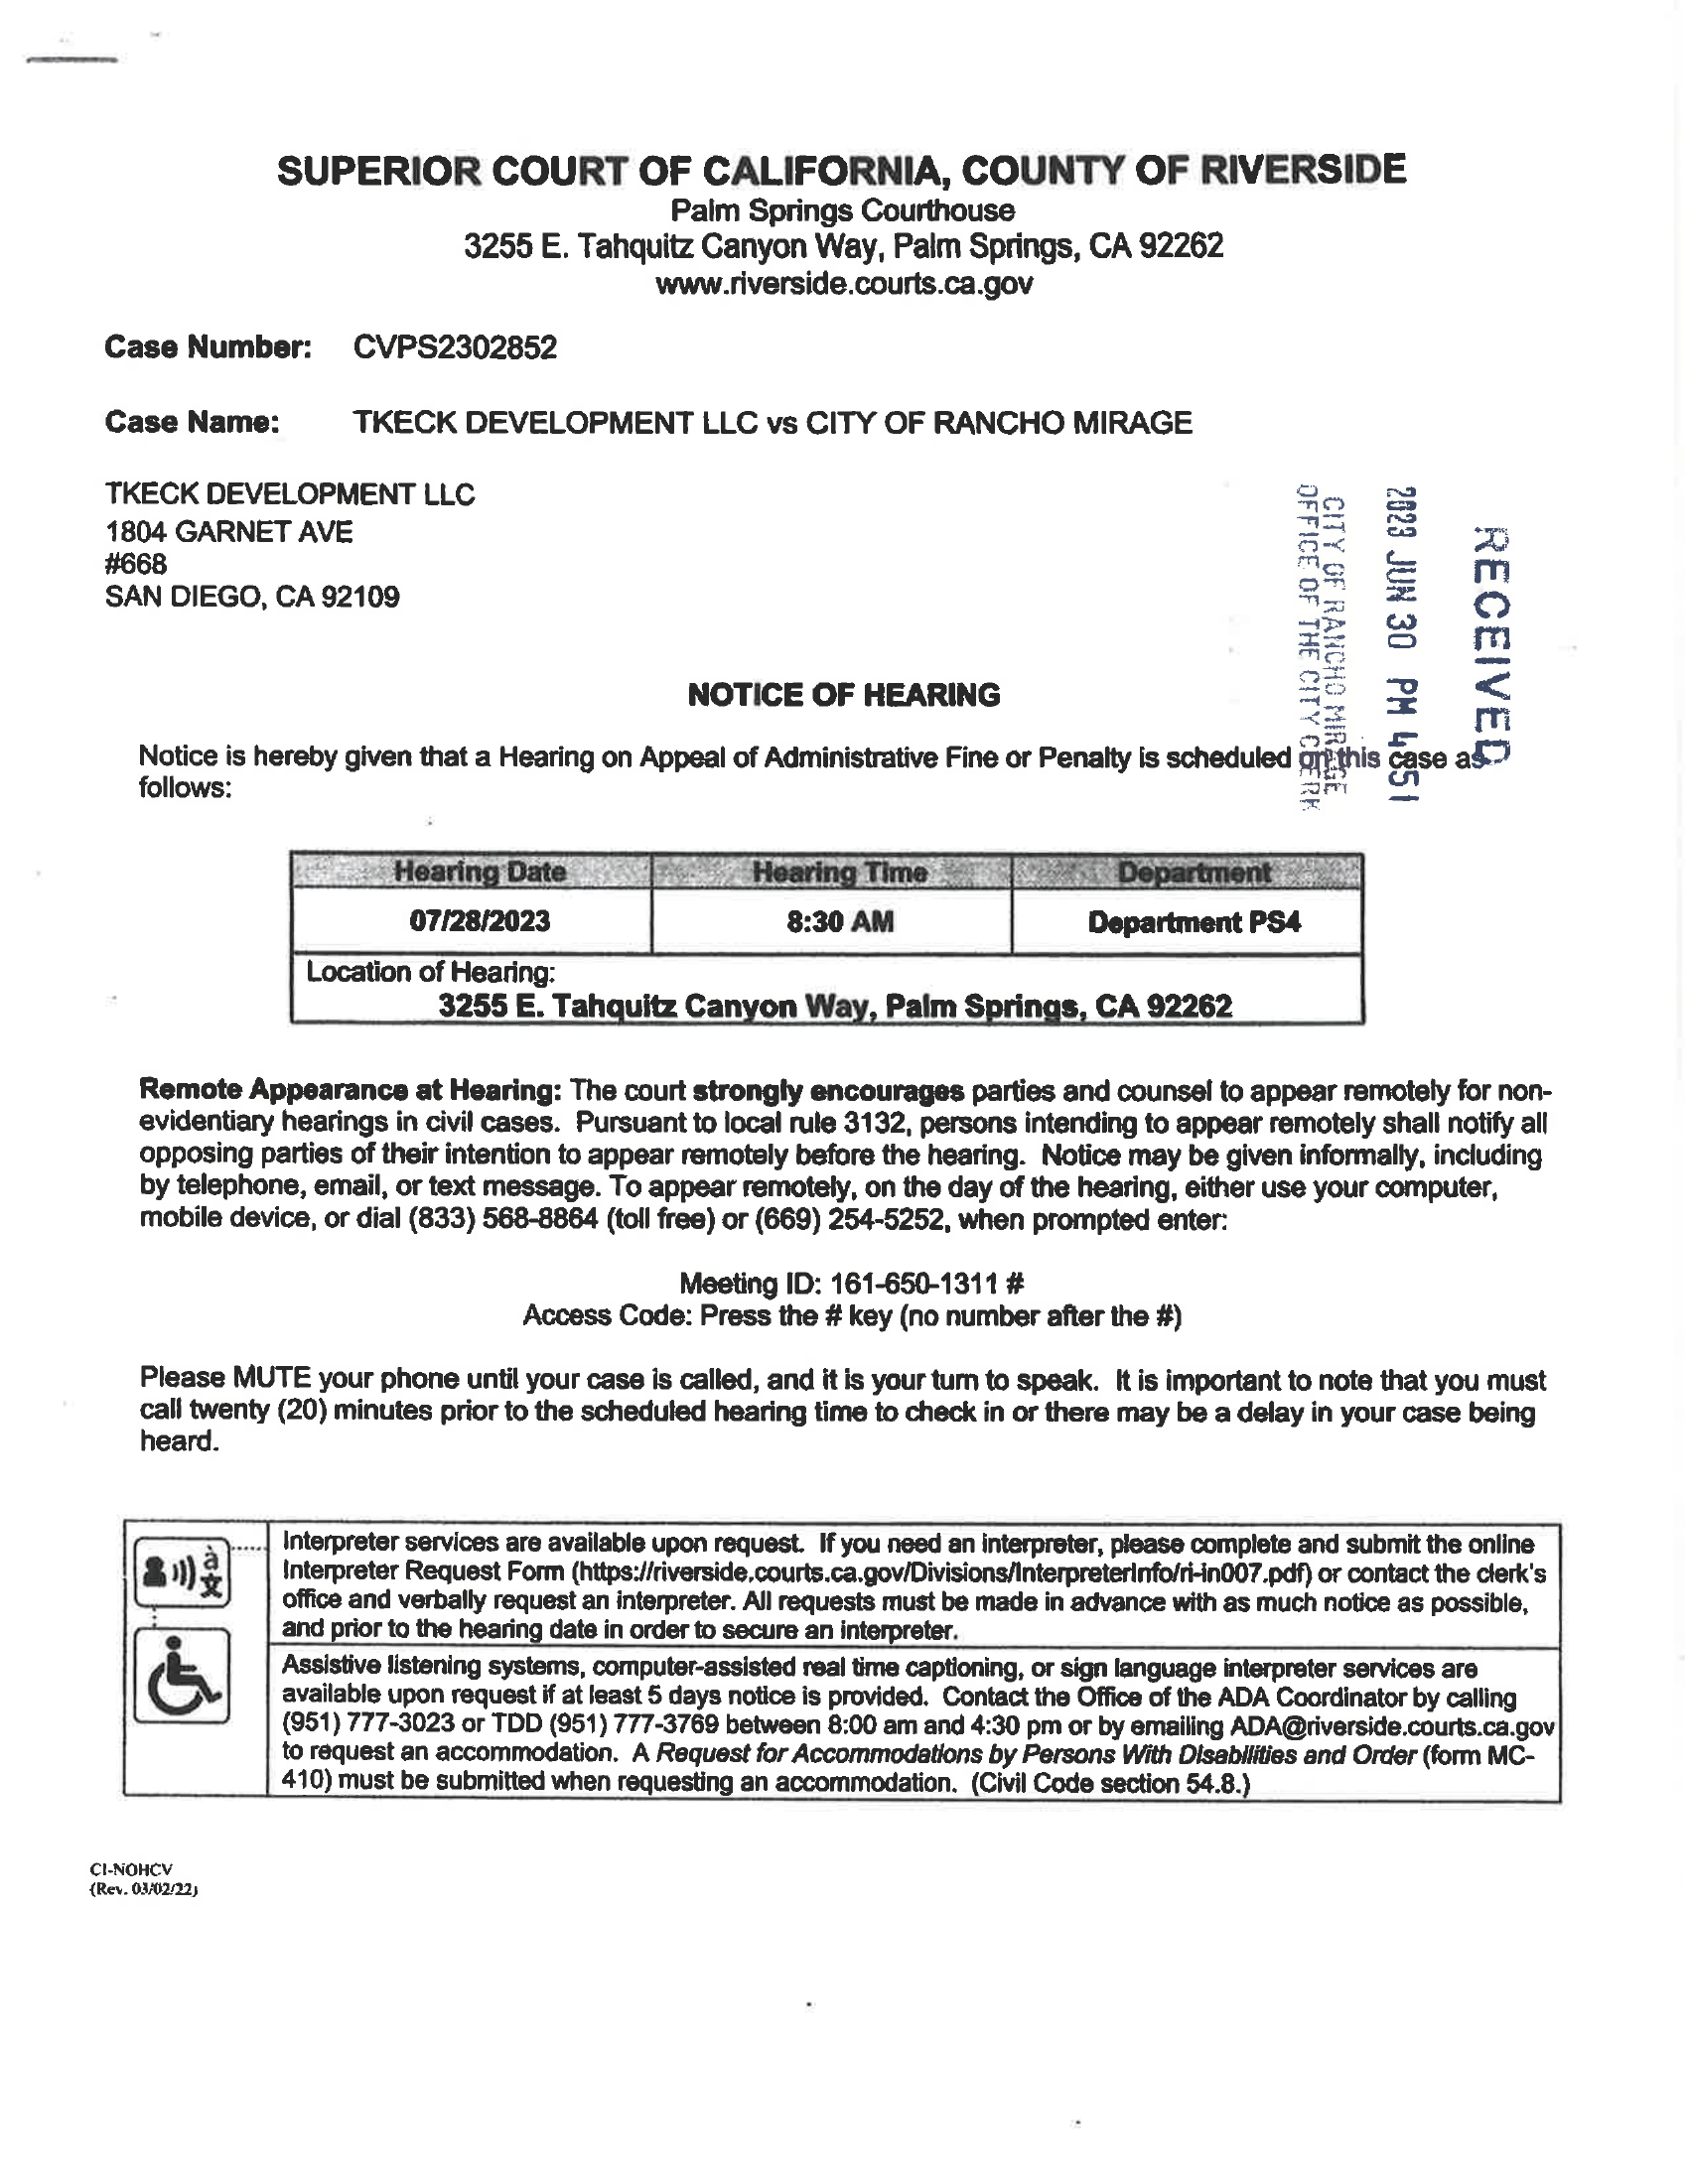 SUPERIOR COURT OF CALIFORNIA, COUNTY OF RIVERSIDE
Palm Springs Courthouse
3255 E. Tahquitz Canyon Way, Palm Springs, CA 92262
www.riverside.courts.ca.gov
Case Number: CVPS2302852
Case Name: TKECK DEVELOPMENT LLC vs CITY OF RANCHO MIRAGE
TKECK DEVELOPMENT LLC
1804 GARNET AVE
#668
SAN DIEGO, CA 92109
RECEIVED
2023 JUN 30 PM 4:51
CITY OF RANCHO MIRAGE
OFFICE OF THE CITY CLERK
NOTICE OF HEARING
Notice is hereby given that a Hearing on Appeal of Administrative Fine or Penalty is scheduled on this case as
follows:
Hearing Date Hearing Time Department
07/28/2023 8:30 AM Department PS4
Location of Hearing:
3255 E. Tahquitz Canyon Way, Palm Springs, CA 92262
Remote Appearance at Hearing: The court strongly encourages parties and counsel to appear remotely for non-
evidentiary hearings in civil cases. Pursuant to local rule 3132, persons intending to appear remotely shall notify all
opposing parties of their intention to appear remotely before the hearing. Notice may be given informally, including
by telephone, email, or text message. To appear remotely, on the day of the hearing, either use your computer,
mobile device, or dial (833) 568-8864 (toll free) or (669) 254-5252, when prompted enter:
Meeting ID: 161-650-1311 #
Access Code: Press the # key (no number after the #)
Please MUTE your phone until your case is called, and it is your turn to speak. It is important to note that you must
call twenty (20) minutes prior to the scheduled hearing time to check in or there may be a delay in your case being
heard.
à
文
Interpreter services are available upon request. If you need an interpreter, please complete and submit the online
Interpreter Request Form (https://riverside.courts.ca.gov/Divisions/InterpreterInfo/ri-in007.pdf) or contact the clerk's
office and verbally request an interpreter. All requests must be made in advance with as much notice as possible,
and prior to the hearing date in order to secure an interpreter.
Assistive listening systems, computer-assisted real time captioning, or sign language interpreter services are
available upon request if at least 5 days notice is provided. Contact the Office of the ADA Coordinator by calling
(951) 777-3023 or TDD (951) 777-3769 between 8:00 am and 4:30 pm or by emailing ADA@riverside.courts.ca.gov
to request an accommodation. A Request for Accommodations by Persons With Disabilities and Order (form MC-
410) must be submitted when requesting an accommodation. (Civil Code section 54.8.)
CI-NOHCV
(Rev. 03/02/22)